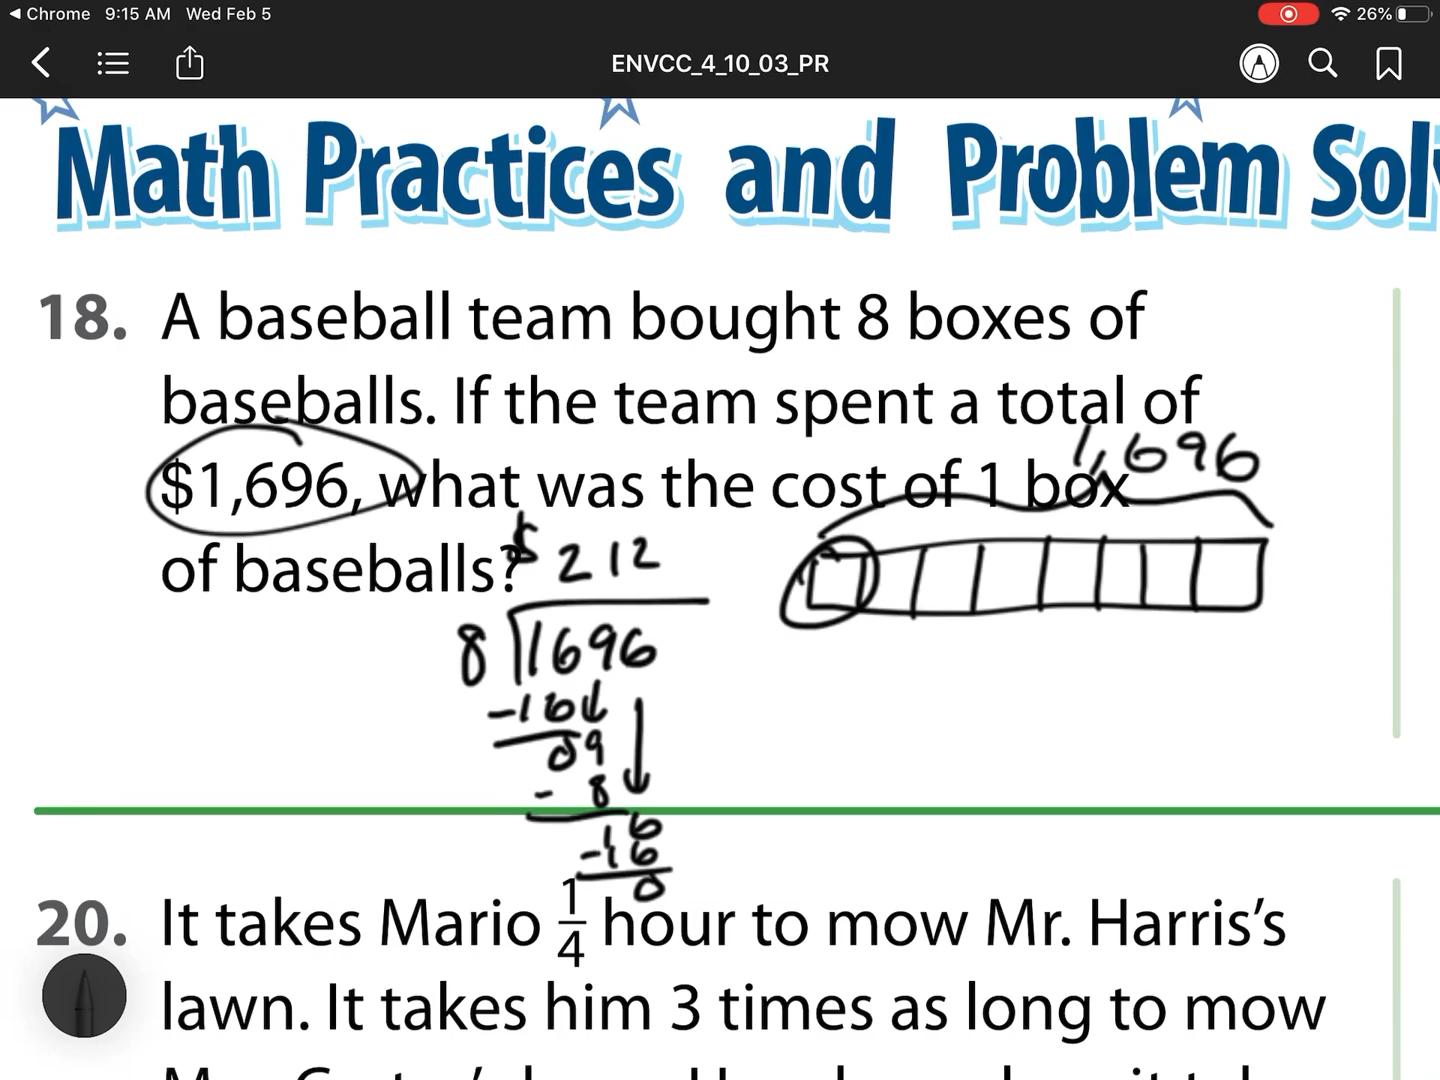 Chrome 9:15 AM Wed Feb 5
26%
ENVCC_4_10_03_PR
Math Practices and Problem Sol
18. A baseball team bought 8 boxes of
baseballs. If the team spent a total of
1,696
$1,696, what was the cost of 1 box
of baseballs?
$ 212
8 1696
-16
09
- 8
16
-16
0
20. It takes Mario 1/4 hour to mow Mr. Harris's
lawn. It takes him 3 times as long to mow